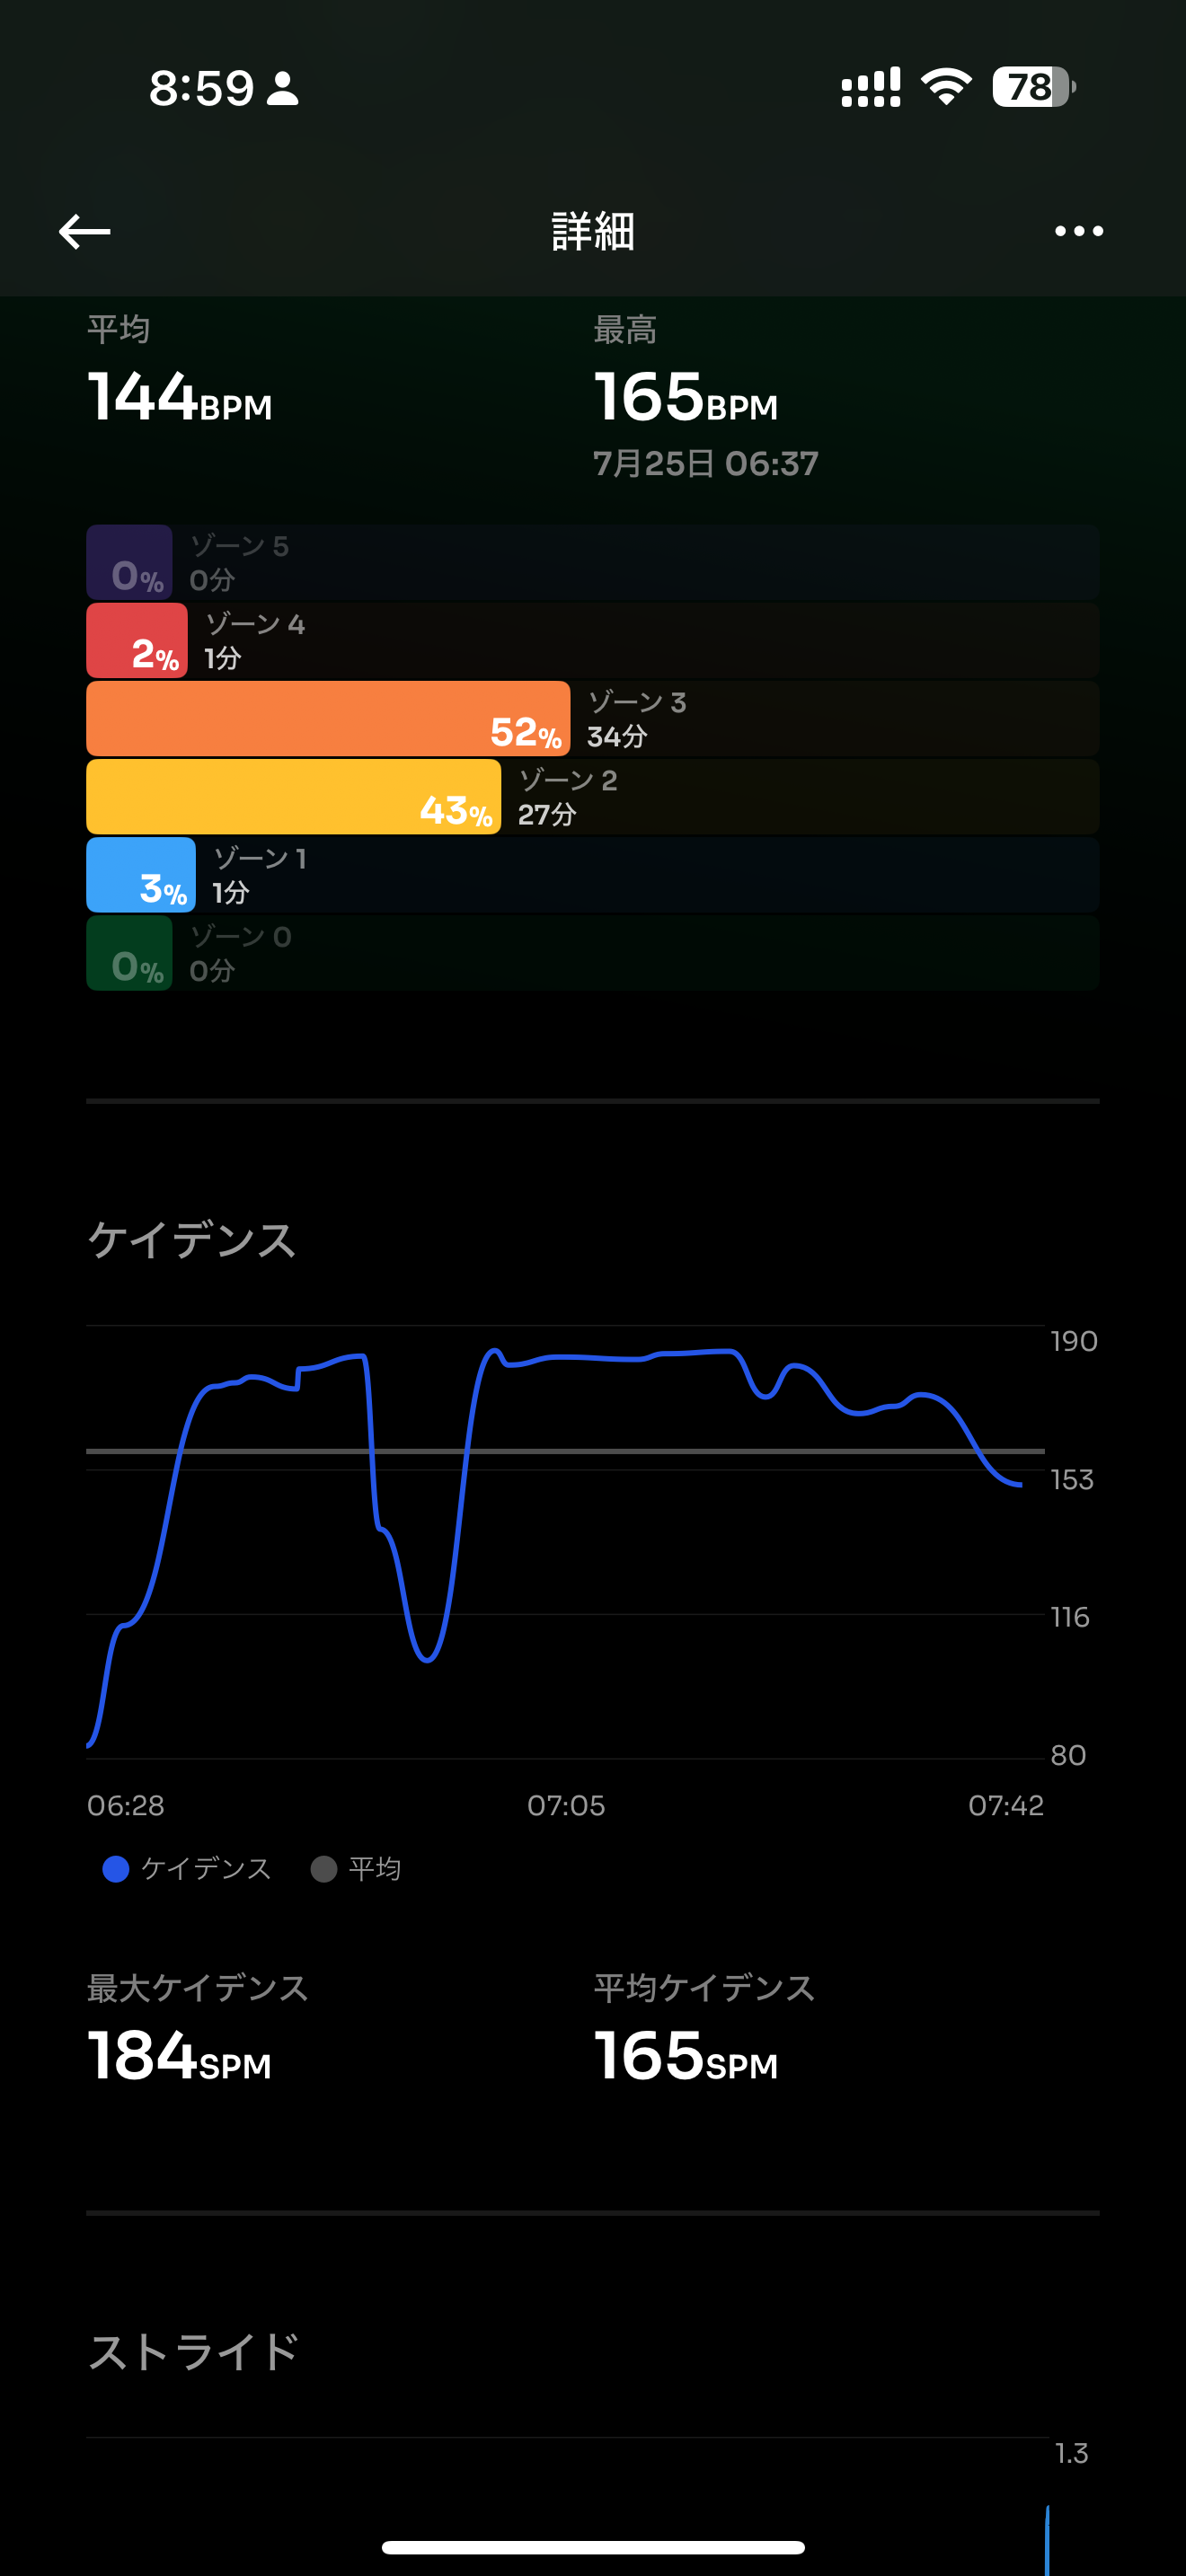 8:59
78
詳細
平均
最高
144BPM
165BPM
7月25日 06:37
0%
ゾーン 5
0分
2%
ゾーン 4
1分
52%
ゾーン 3
34分
43%
ゾーン 2
27分
3%
ゾーン 1
1分
0%
ゾーン 0
0分
ケイデンス
190
153
116
80
06:28
07:05
07:42
ケイデンス
平均
最大ケイデンス
平均ケイデンス
184SPM
165SPM
ストライド
1.3